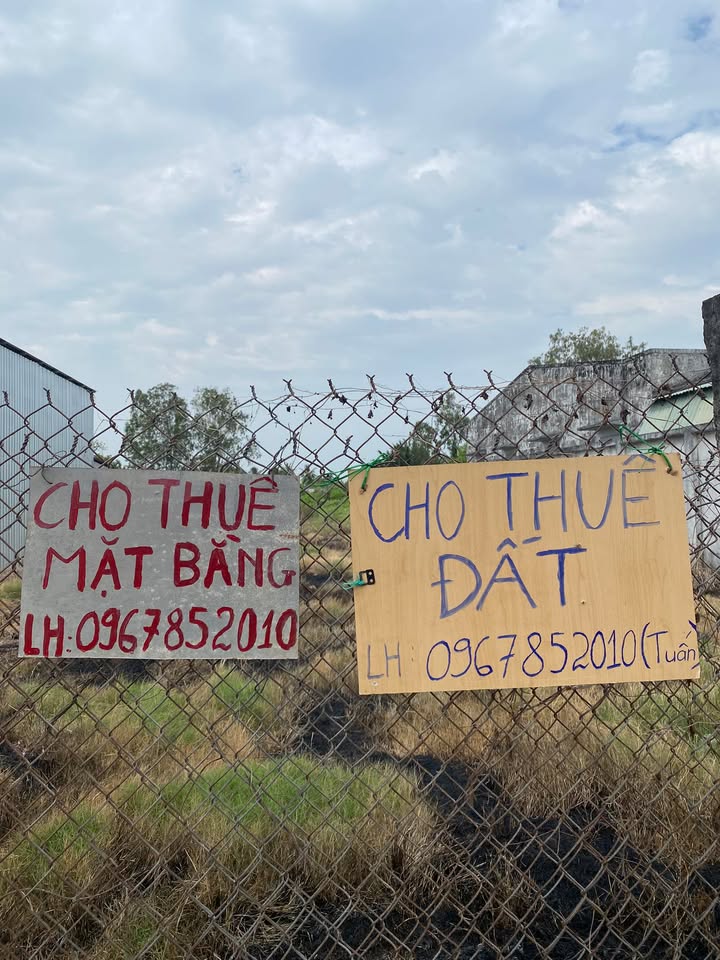 CHO THUÊ
MẶT BẰNG
LH: 0967852010
CHO THUÊ
ĐẤT
LH: 0967852010 (Tuấn)